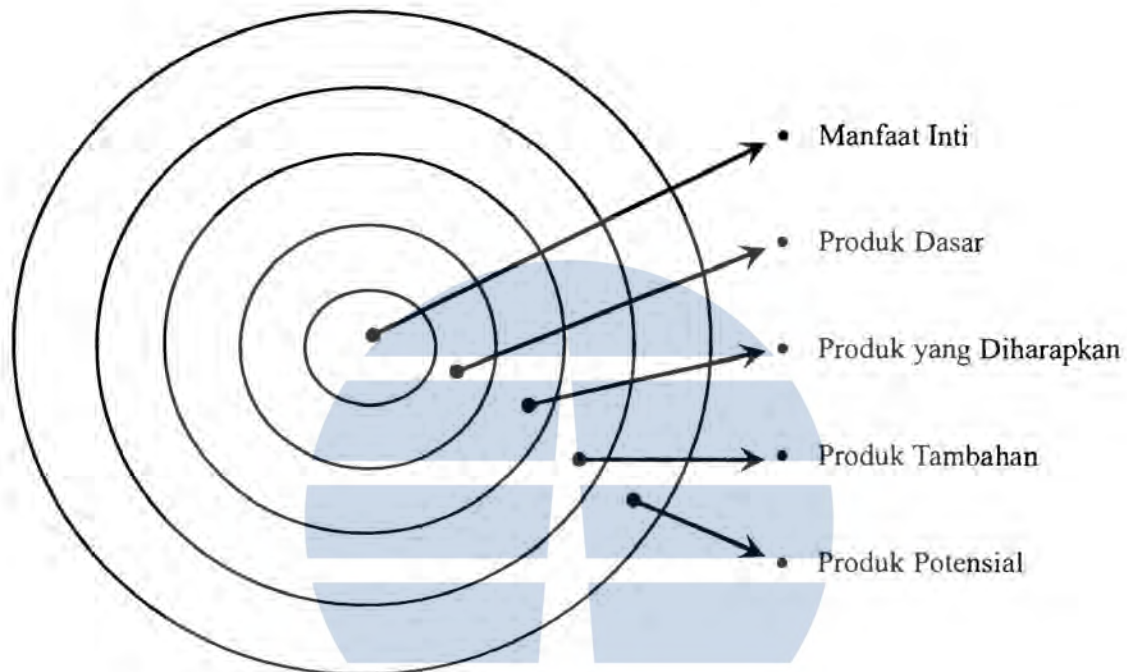 Manfaat Inti
Produk Dasar
Produk yang Diharapkan
Produk Tambahan
Produk Potensial